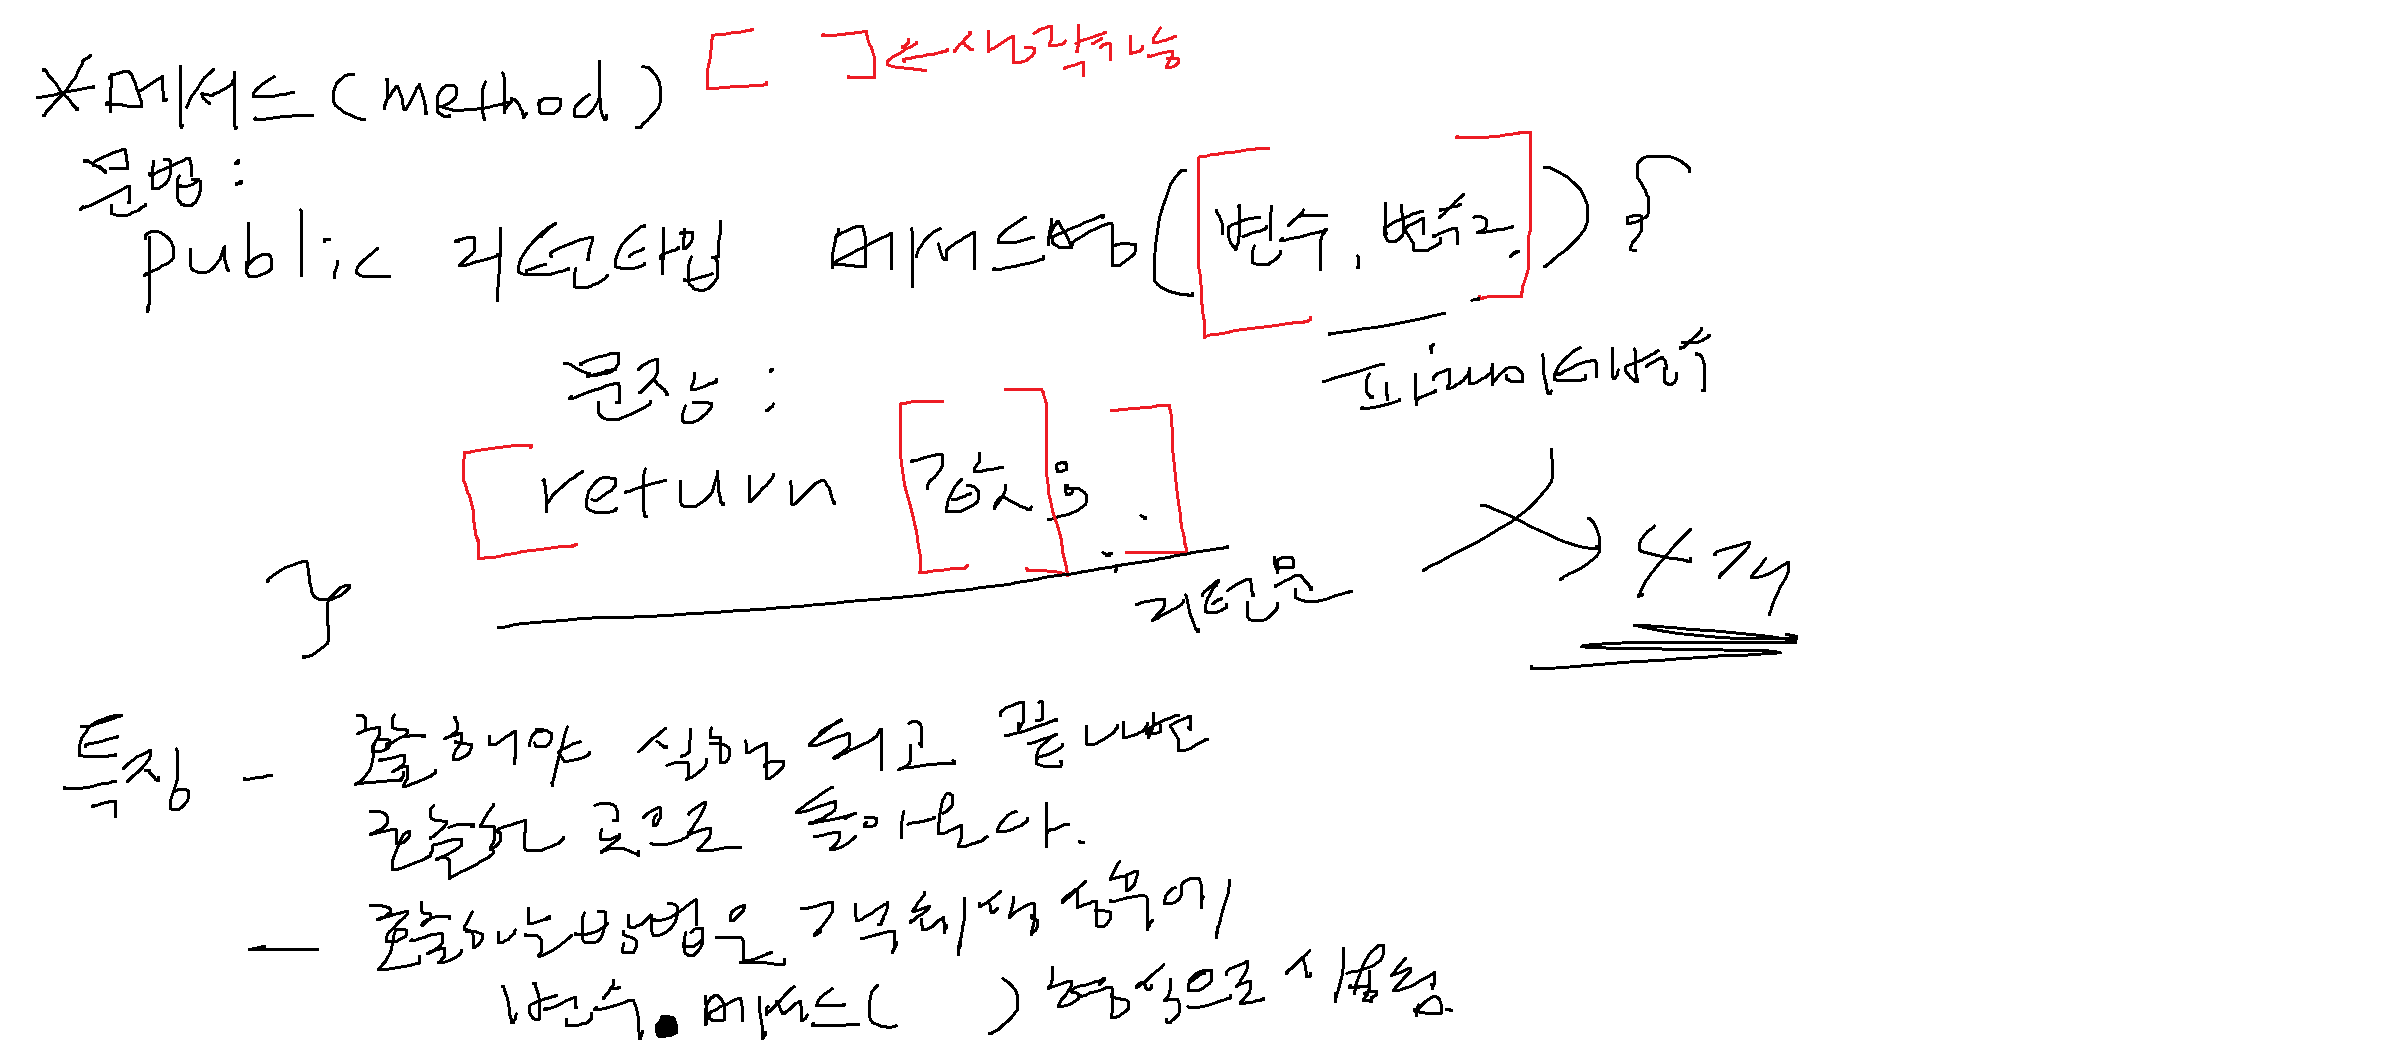 *메서드(method) [ ] ← 생략가능
문법:
public 리턴타입 메서드명([변수, 변수2,]) {
파라미터변수
문장:
[return [값];.]
리턴문
4개
}
특징 - 호출해야 실행 되고 끝나면
호출한 곳으로 돌아온다.
- 호출하는방법은 객체생성후에
변수.메서드( ) 형식으로 사용됨.